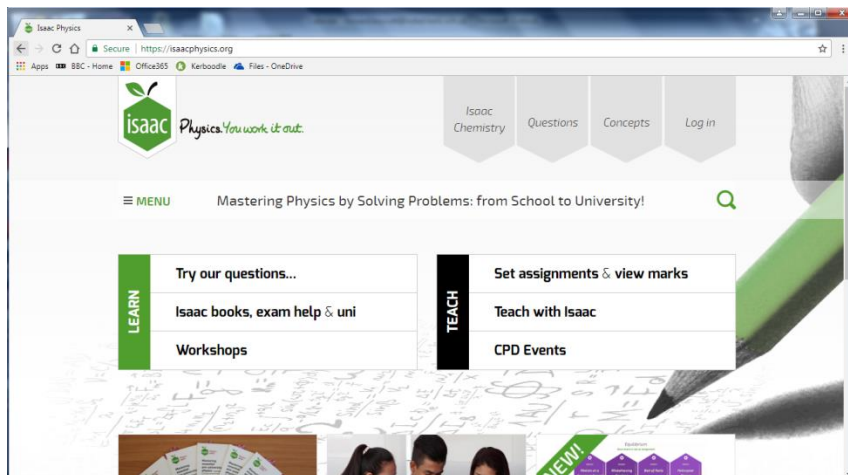 Isaac Physics
Secure | https://isaacphysics.org
Apps BBC - Home Office365 Kerboodle Files - OneDrive
isaac Physics. You work it out.
Isaac Chemistry
Questions
Concepts
Log in
MENU
Mastering Physics by Solving Problems: from School to University!
LEARN
Try our questions...
Isaac books, exam help & uni
Workshops
TEACH
Set assignments & view marks
Teach with Isaac
CPD Events
NEW!